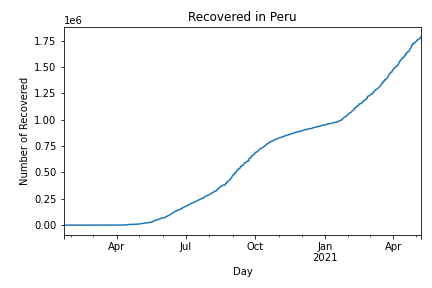 Recovered in Peru
1e6
1.75
1.50
1.25
1.00
0.75
0.50
0.25
0.00
Number of Recovered
Apr
Jul
Oct
Jan
2021
Apr
Day